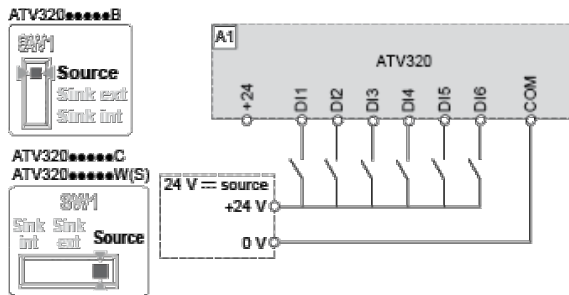 ATV320●●●●●B
SW1
Source
Sink ext
Sink int
ATV320●●●●●C
ATV320●●●●●W(S)
SW1
Sink int
Sink ext
Source
A1
ATV320
+24
DI1
DI2
DI3
DI4
DI5
DI6
COM
24 V ⎓ source
+24 V
0 V